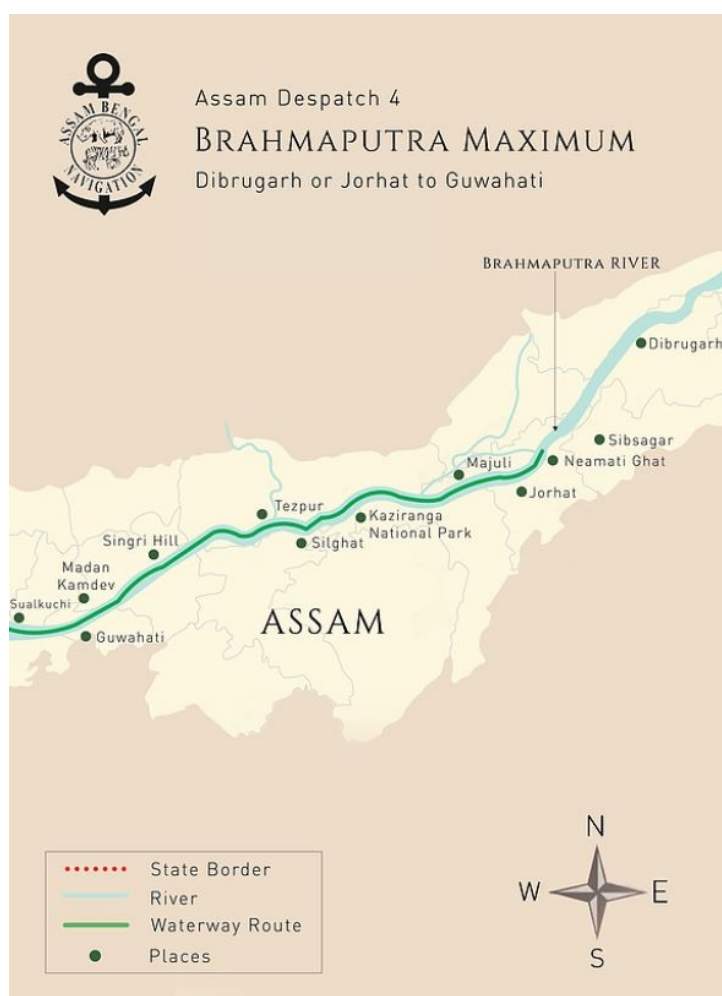 ASSAM BENGAL
NAVIGATION
Assam Despatch 4
BRAHMAPUTRA MAXIMUM
Dibrugarh or Jorhat to Guwahati
BRAHMAPUTRA RIVER
Dibrugarh
Sibsagar
Majuli
Neamati Ghat
Jorhat
Tezpur
Kaziranga
National Park
Singri Hill
Silghat
Madan
Kamdev
Sualkuchi
Guwahati
ASSAM
State Border
River
Waterway Route
Places
N
W
E
S